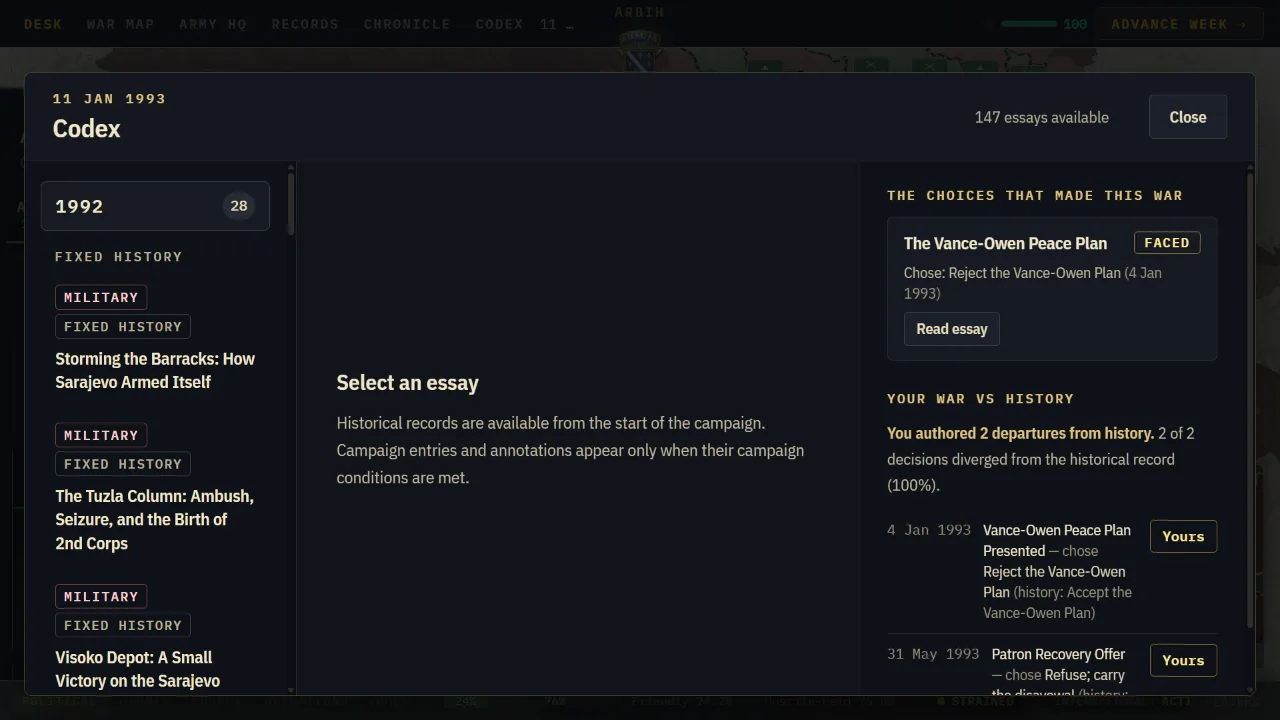 DESK WAR MAP ARMY HQ RECORDS CHRONICLE CODEX 11 … ARBIH 100 ADVANCE WEEK →
11 JAN 1993
Codex
147 essays available
Close
1992 28
FIXED HISTORY
MILITARY
FIXED HISTORY
Storming the Barracks: How
Sarajevo Armed Itself
MILITARY
FIXED HISTORY
The Tuzla Column: Ambush,
Seizure, and the Birth of
2nd Corps
MILITARY
FIXED HISTORY
Visoko Depot: A Small
Victory on the Sarajevo
Select an essay
Historical records are available from the start of the campaign.
Campaign entries and annotations appear only when their campaign
conditions are met.
THE CHOICES THAT MADE THIS WAR
The Vance-Owen Peace Plan FACED
Chose: Reject the Vance-Owen Plan (4 Jan
1993)
Read essay
YOUR WAR VS HISTORY
You authored 2 departures from history. 2 of 2
decisions diverged from the historical record
(100%).
4 Jan 1993 Vance-Owen Peace Plan Yours
Presented — chose
Reject the Vance-Owen
Plan (history: Accept the
Vance-Owen Plan)
31 May 1993 Patron Recovery Offer Yours
— chose Refuse; carry
the disavowal (history:
STRAINED